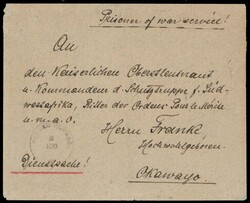 Prisoner of war service!
An
den Kaiserlichen Oberstleutnant
u. Kommandeur d. Schutztruppe f. Süd-
westafrika, Ritter des Ordens Pour le Mérite
u. m. a. O.
Herrn Franke
Hochwohlgeboren
Dienstsache!
Okawayo.